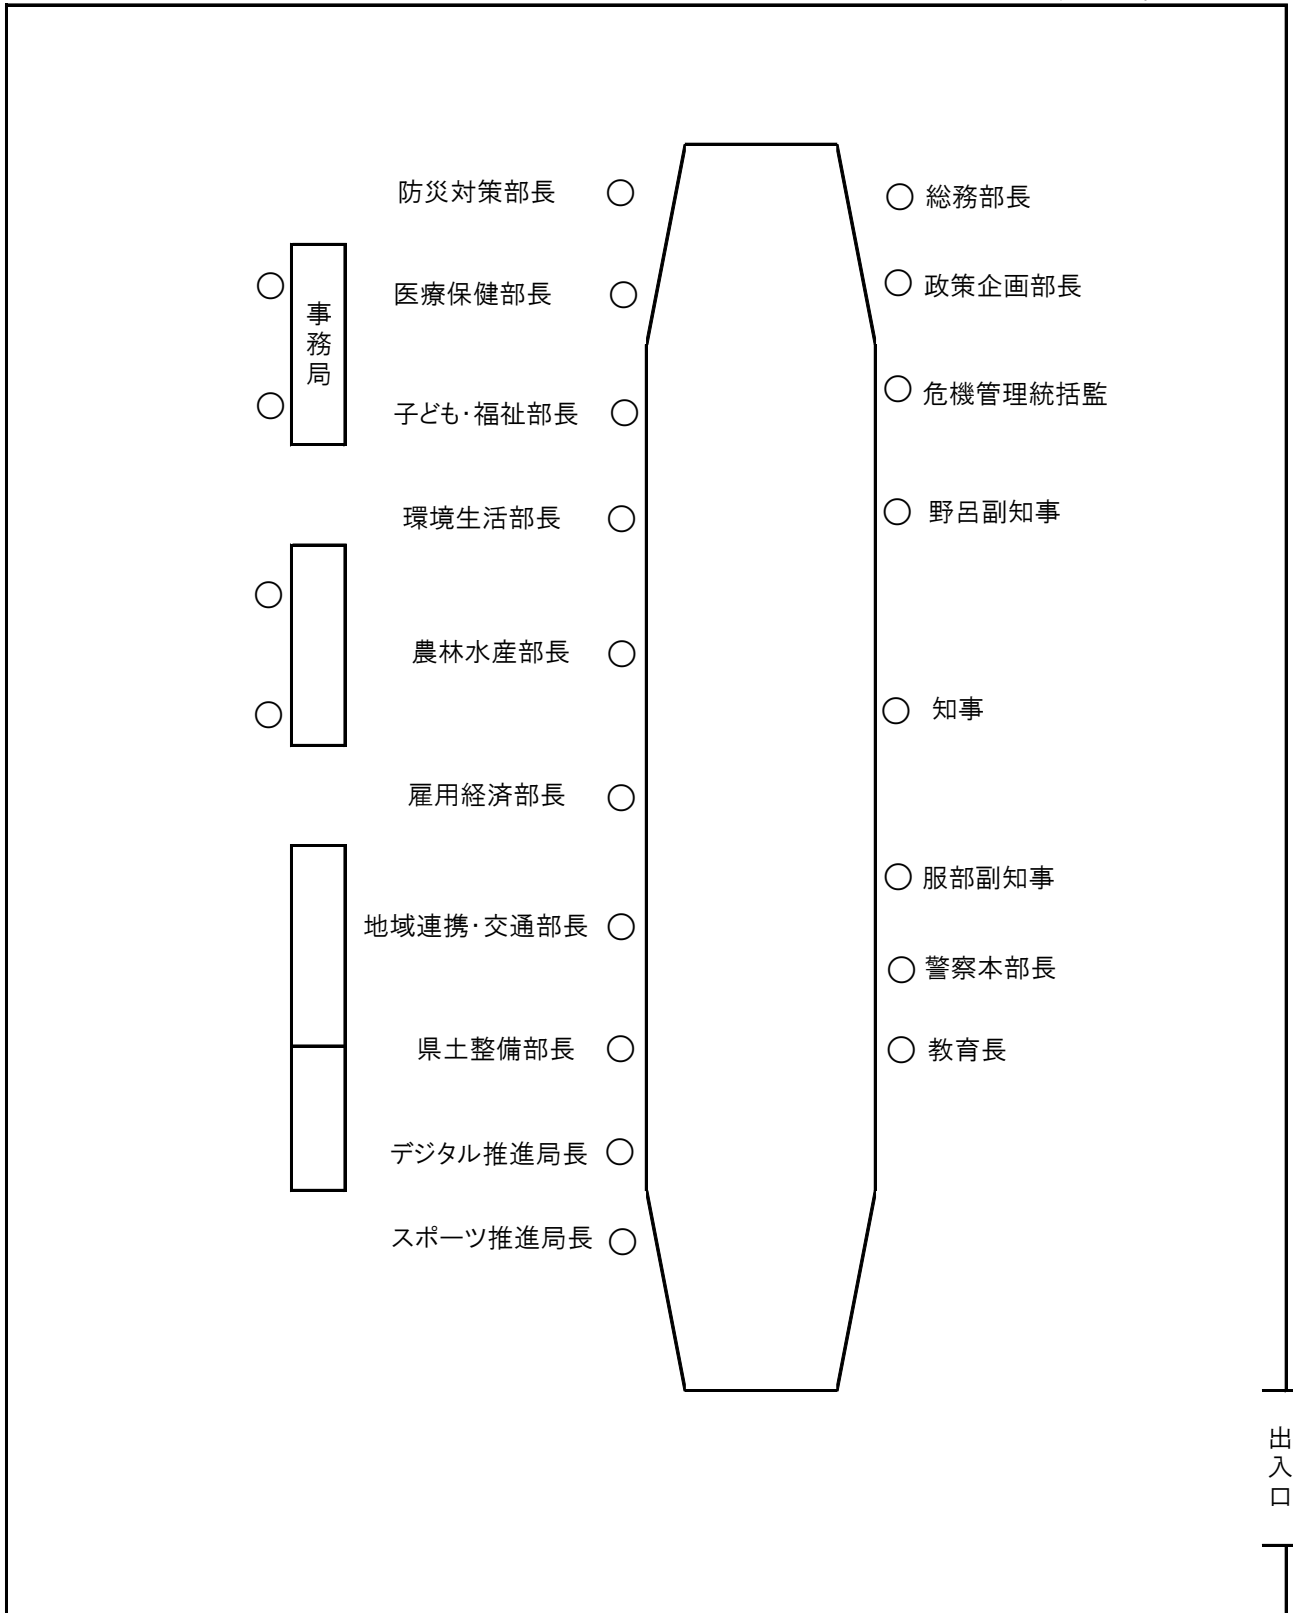 防災対策部長
総務部長
医療保健部長
政策企画部長
事務局
子ども・福祉部長
危機管理統括監
環境生活部長
野呂副知事
農林水産部長
知事
雇用経済部長
服部副知事
地域連携・交通部長
警察本部長
県土整備部長
教育長
デジタル推進局長
スポーツ推進局長
出入口